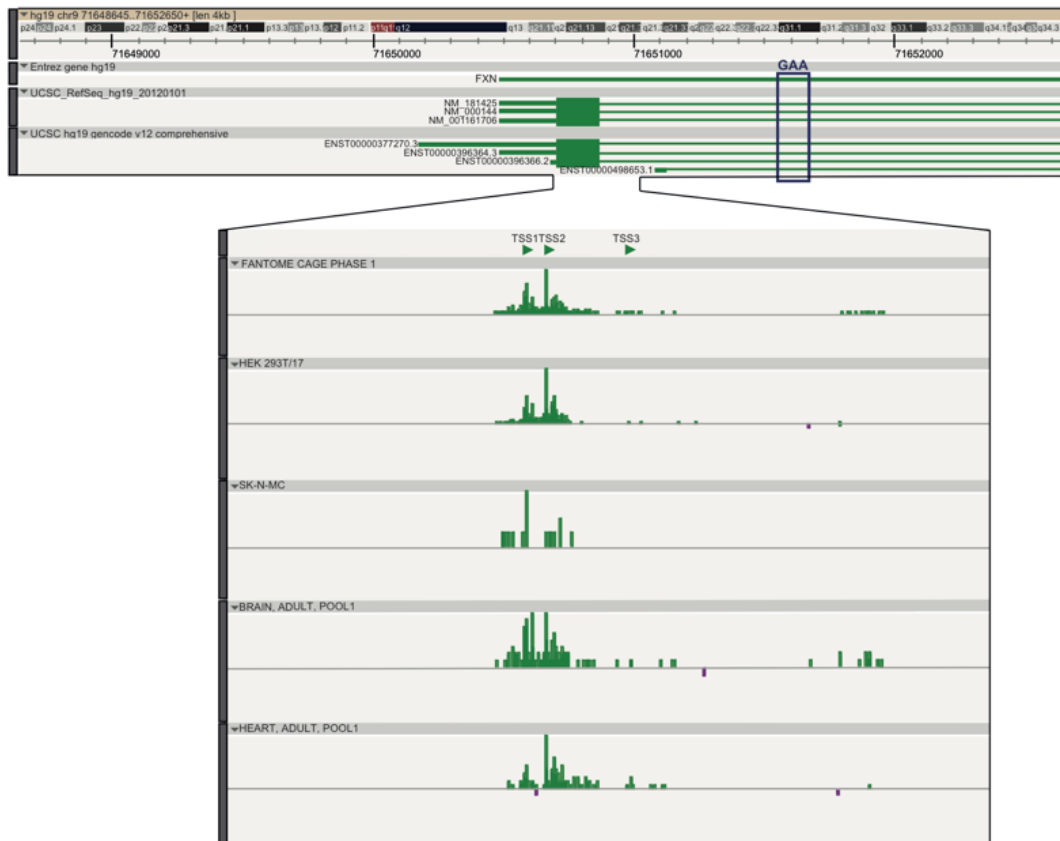 hg19 chr9 71648645..71652650+ [len 4kb ]
71649000 71650000 71651000 71652000
Entrez gene hg19
GAA
FXN
UCSC_RefSeq_hg19_20120101
NM_181425
NM_000144
NM_001161706
UCSC hg19 gencode v12 comprehensive
ENST00000377270.3
ENST00000396364.3
ENST00000396366.2
ENST00000498653.1
TSS1 TSS2 TSS3
FANTOME CAGE PHASE 1
HEK 293T/17
SK-N-MC
BRAIN, ADULT, POOL1
HEART, ADULT, POOL1